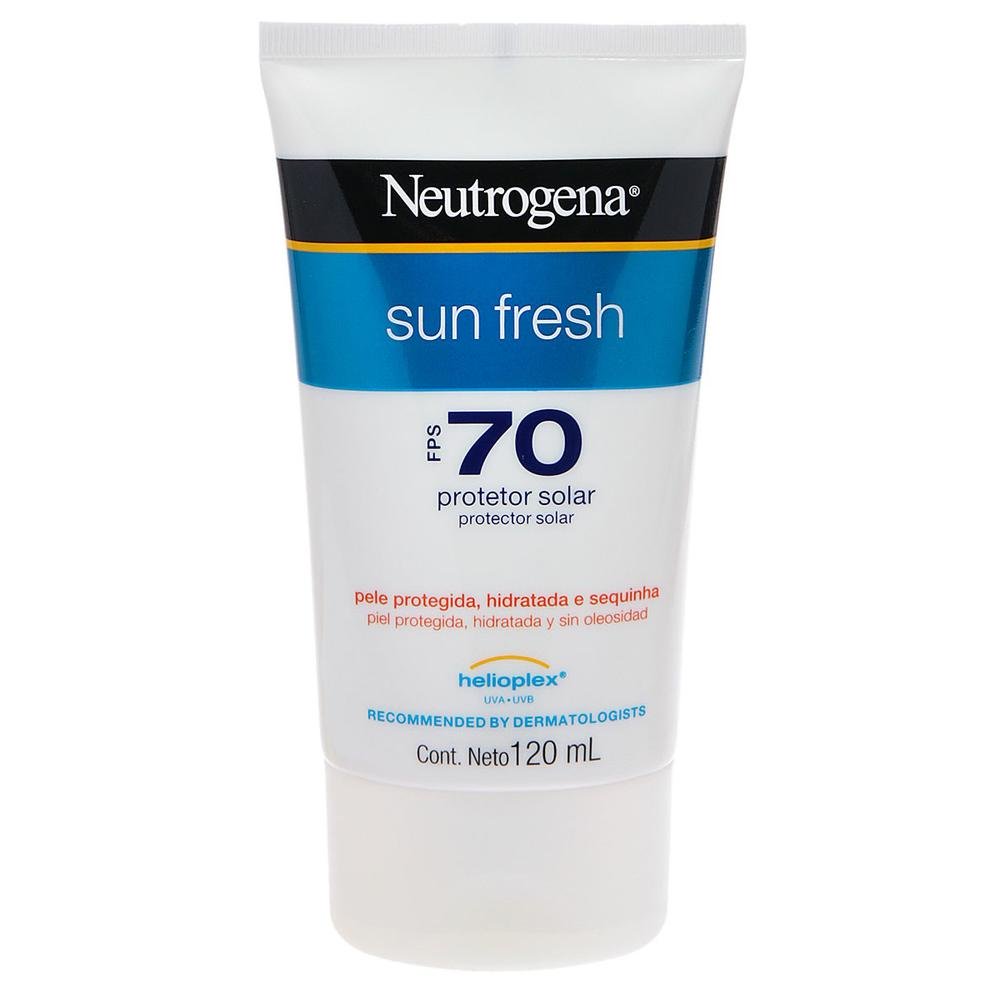 Neutrogena®
sun fresh
FPS 70
protetor solar
protector solar
pele protegida, hidratada e sequinha
piel protegida, hidratada y sin oleosidad
helioplex®
UVA • UVB
RECOMMENDED BY DERMATOLOGISTS
Cont. Neto 120 mL